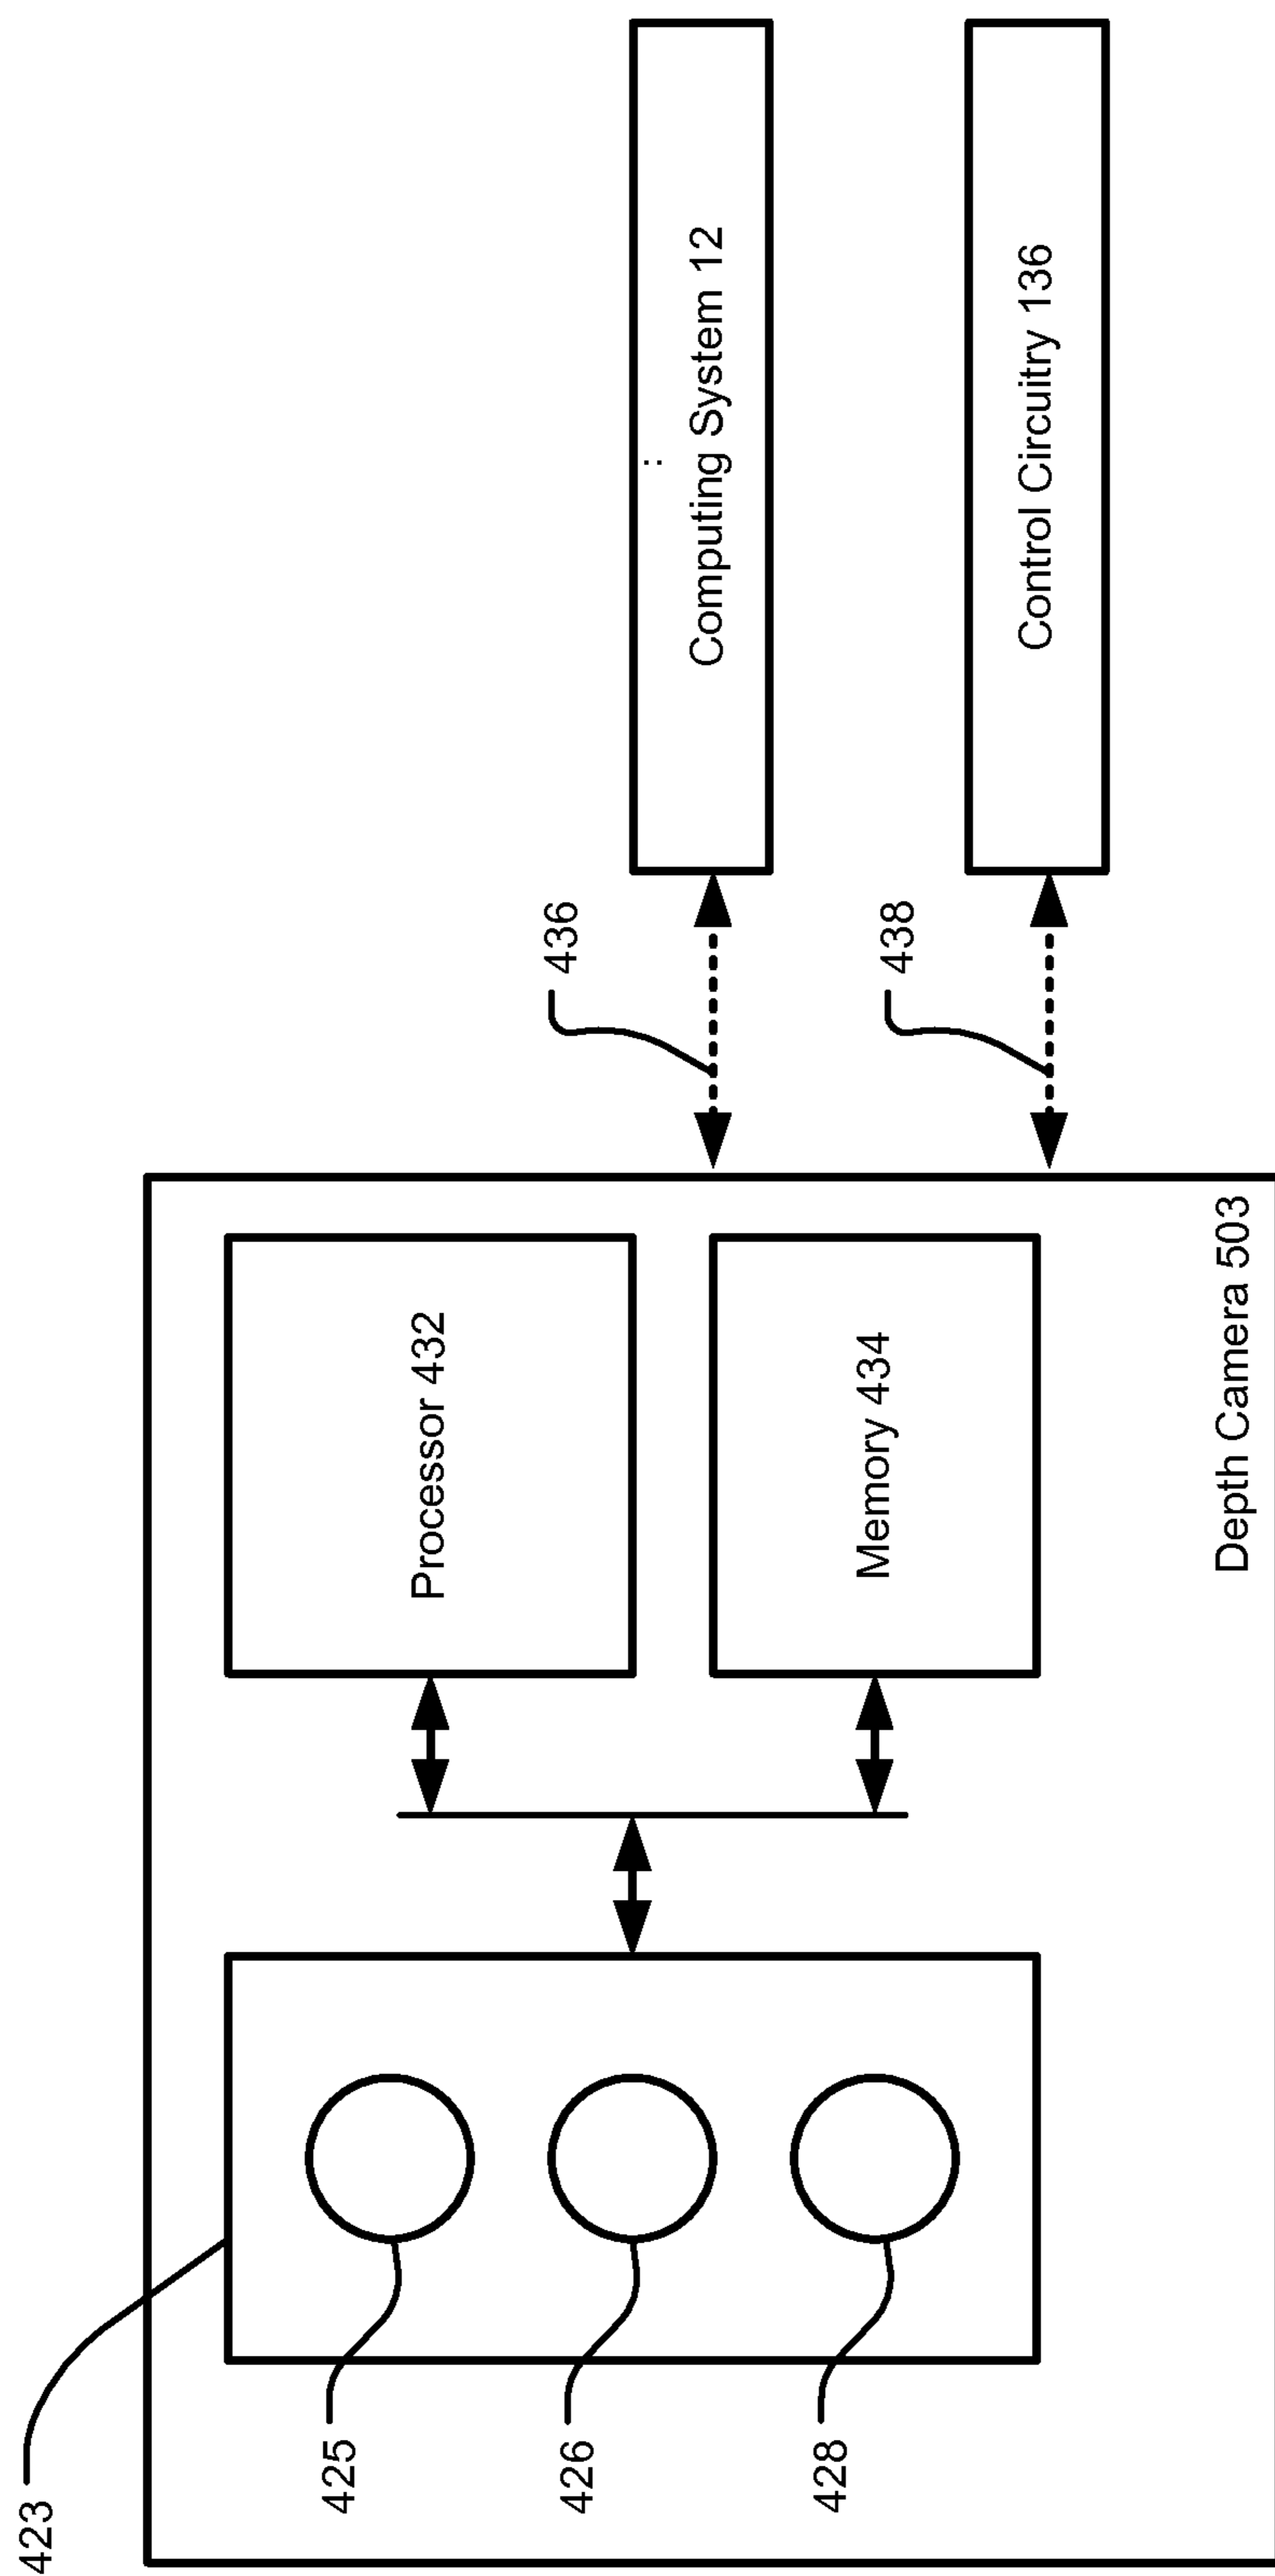 423
425
426
428
Processor 432
Memory 434
Depth Camera 503
436
438
Computing System 12
Control Circuitry 136